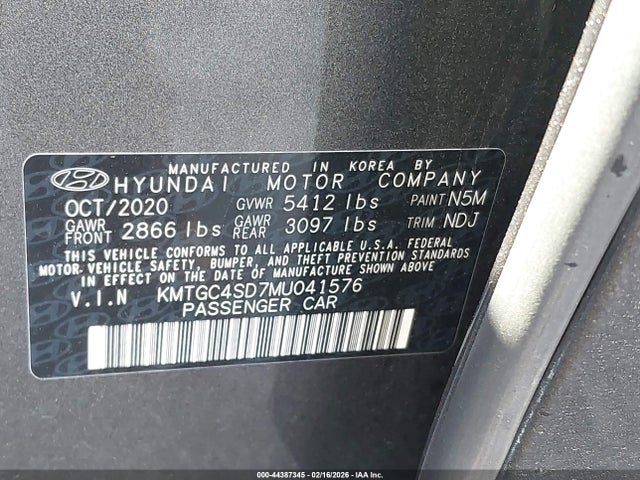 MANUFACTURED IN KOREA BY
HYUNDAI MOTOR COMPANY
OCT/2020 GVWR 5412 lbs PAINT N5M
GAWR FRONT 2866 lbs GAWR REAR 3097 lbs TRIM NDJ
THIS VEHICLE CONFORMS TO ALL APPLICABLE U.S.A. FEDERAL
MOTOR VEHICLE SAFETY, BUMPER, AND THEFT PREVENTION STANDARDS
IN EFFECT ON THE DATE OF MANUFACTURE SHOWN ABOVE.
V.I.N KMTGC4SD7MU041576
PASSENGER CAR
000-44387345 - 02/16/2026 - IAA Inc.